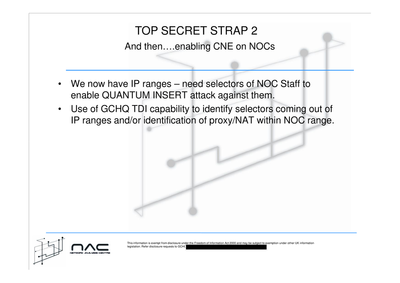 TOP SECRET STRAP 2
And then….enabling CNE on NOCs
• We now have IP ranges – need selectors of NOC Staff to
enable QUANTUM INSERT attack against them.
• Use of GCHQ TDI capability to identify selectors coming out of
IP ranges and/or identification of proxy/NAT within NOC range.
NAC
NETWORK ANALYSIS CENTRE
This information is exempt from disclosure under the Freedom of Information Act 2000 and may be subject to exemption under other UK information
legislation. Refer disclosure requests to GCHQ